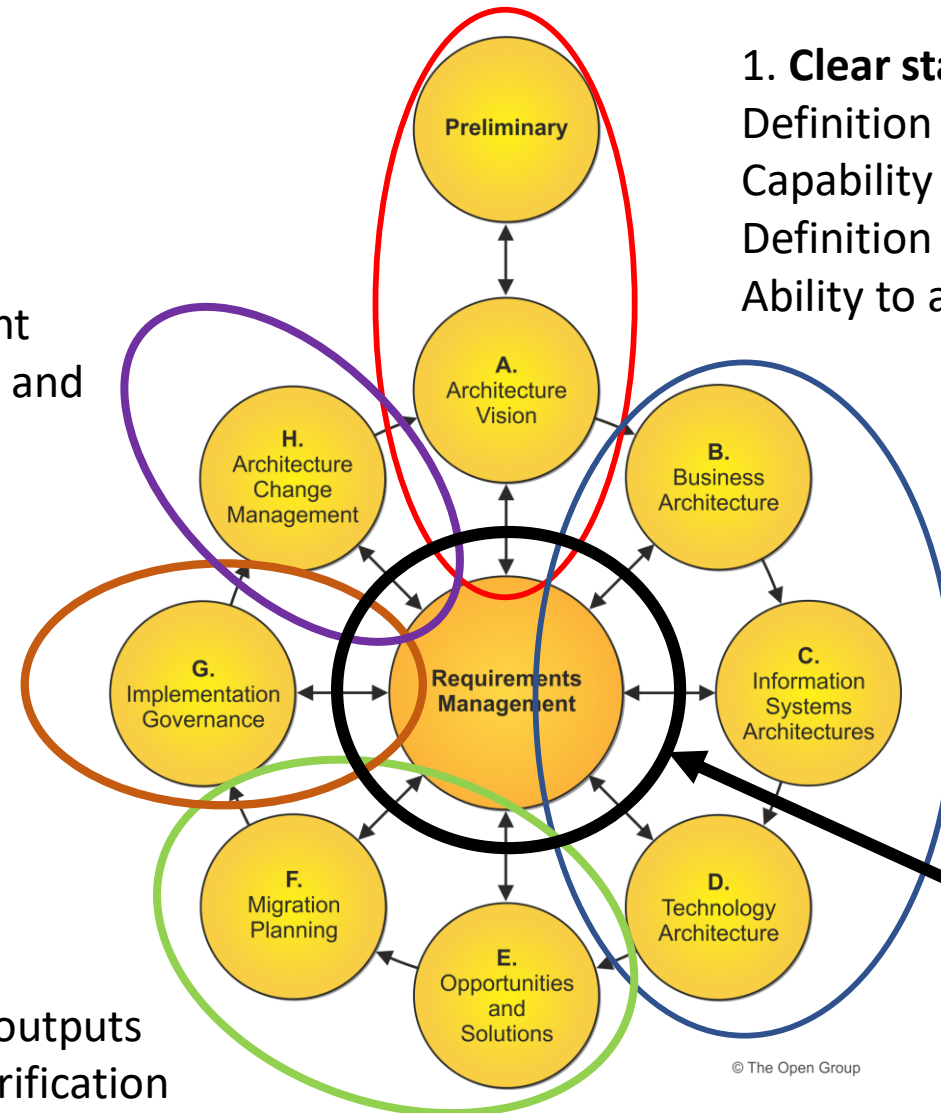 1. Clear sta
Definition
Capability
Definition
Ability to a
nt
and
Preliminary
A.
Architecture
Vision
B.
Business
Architecture
C.
Information
Systems
Architectures
D.
Technology
Architecture
E.
Opportunities
and
Solutions
F.
Migration
Planning
G.
Implementation
Governance
H.
Architecture
Change
Management
Requirements
Management
outputs
rification
© The Open Group